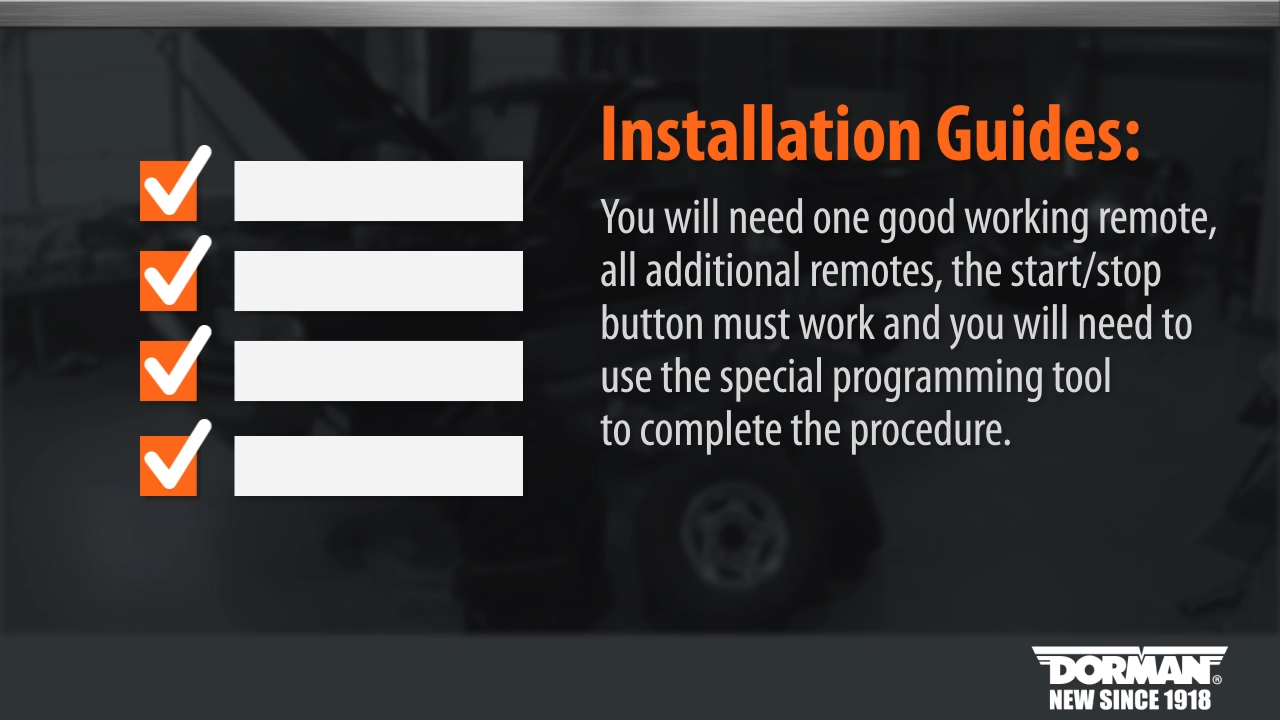 Installation Guides:
You will need one good working remote,
all additional remotes, the start/stop
button must work and you will need to
use the special programming tool
to complete the procedure.
DORMAN®
NEW SINCE 1918